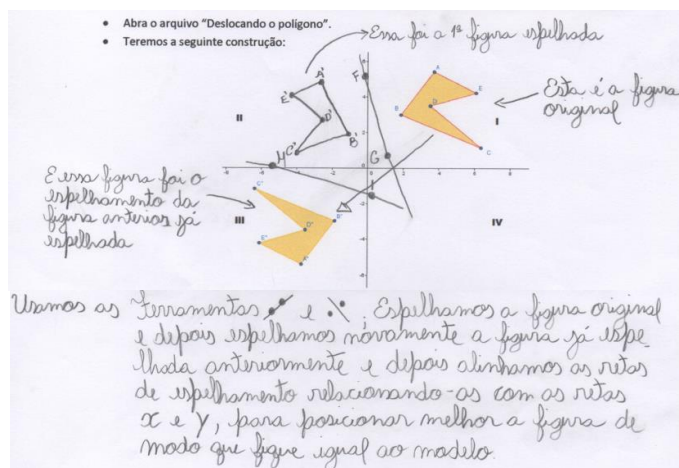 • Abra o arquivo "Deslocando o polígono".
• Teremos a seguinte construção:
Essa foi a 1ª figura espelhada
Esta é a figura
original
E essa figura foi o
espelhamento da
figura anterior já
espelhada
II
I
III
IV
A'
E'
D'
B'
C'
F
G
H
I
A
E
D
B
C
C''
B''
D''
E''
A''
Usamos as ferramentas e . Espelhamos a figura original
e depois espelhamos novamente a figura já espe-
lhada anteriormente e depois alinhamos as retas
de espelhamento relacionando-as com as retas
x e y, para posicionar melhor a figura de
modo que fique igual ao modelo.